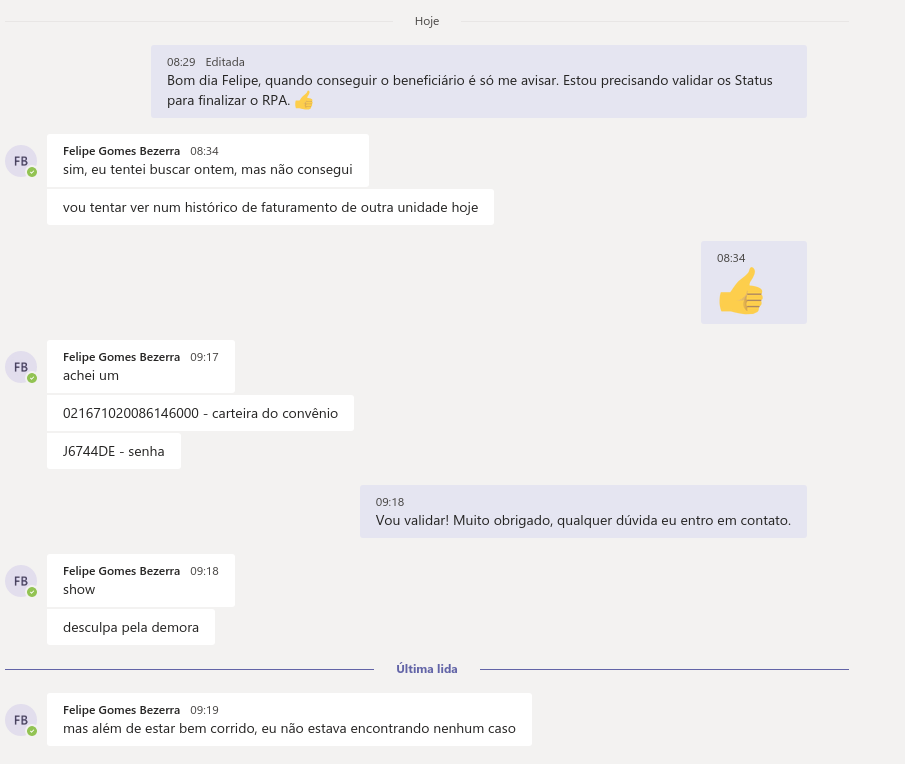 Hoje
08:29 Editada
Bom dia Felipe, quando conseguir o beneficiário é só me avisar. Estou precisando validar os Status
para finalizar o RPA. 👍
FB
Felipe Gomes Bezerra 08:34
sim, eu tentei buscar ontem, mas não consegui
vou tentar ver num histórico de faturamento de outra unidade hoje
08:34
FB
Felipe Gomes Bezerra 09:17
achei um
021671020086146000 - carteira do convênio
J6744DE - senha
09:18
Vou validar! Muito obrigado, qualquer dúvida eu entro em contato.
FB
Felipe Gomes Bezerra 09:18
show
desculpa pela demora
Última lida
FB
Felipe Gomes Bezerra 09:19
mas além de estar bem corrido, eu não estava encontrando nenhum caso